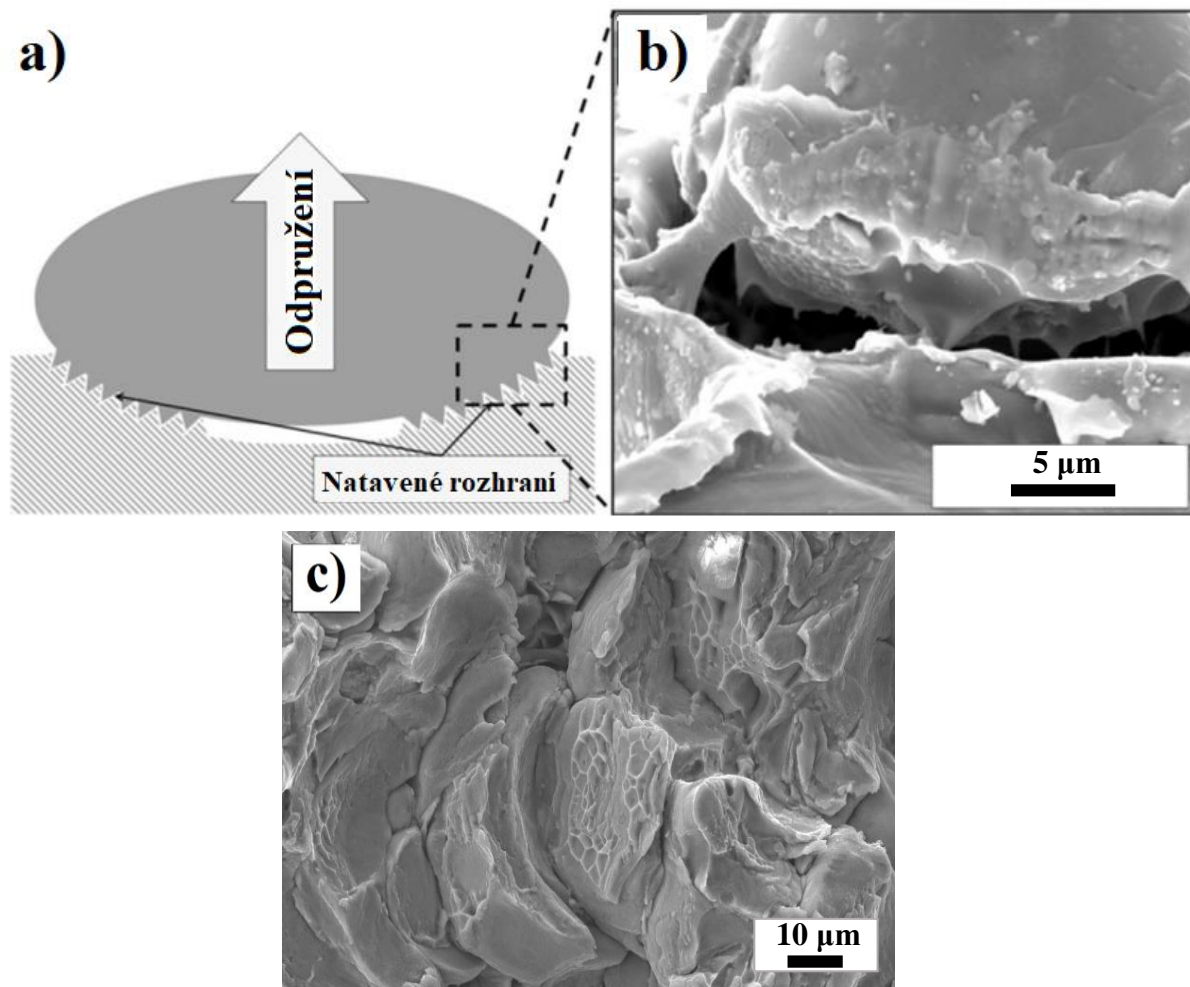 a)
Odpružení
Natavené rozhraní
b)
5 µm
c)
10 µm